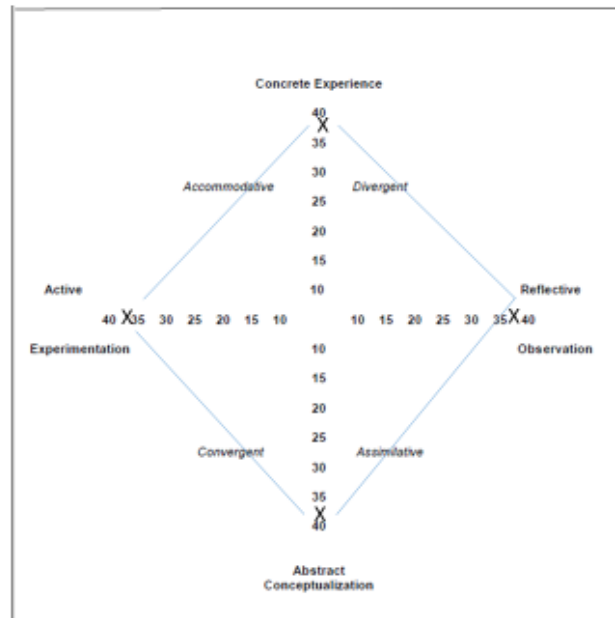 Concrete Experience
40
X
35
30
Accommodative Divergent
25
20
15
10
Active Reflective
40 X 35 30 25 20 15 10 10 15 20 25 30 35 X 40
Experimentation Observation
10
15
20
25
Convergent Assimilative
30
35
X
40
Abstract
Conceptualization